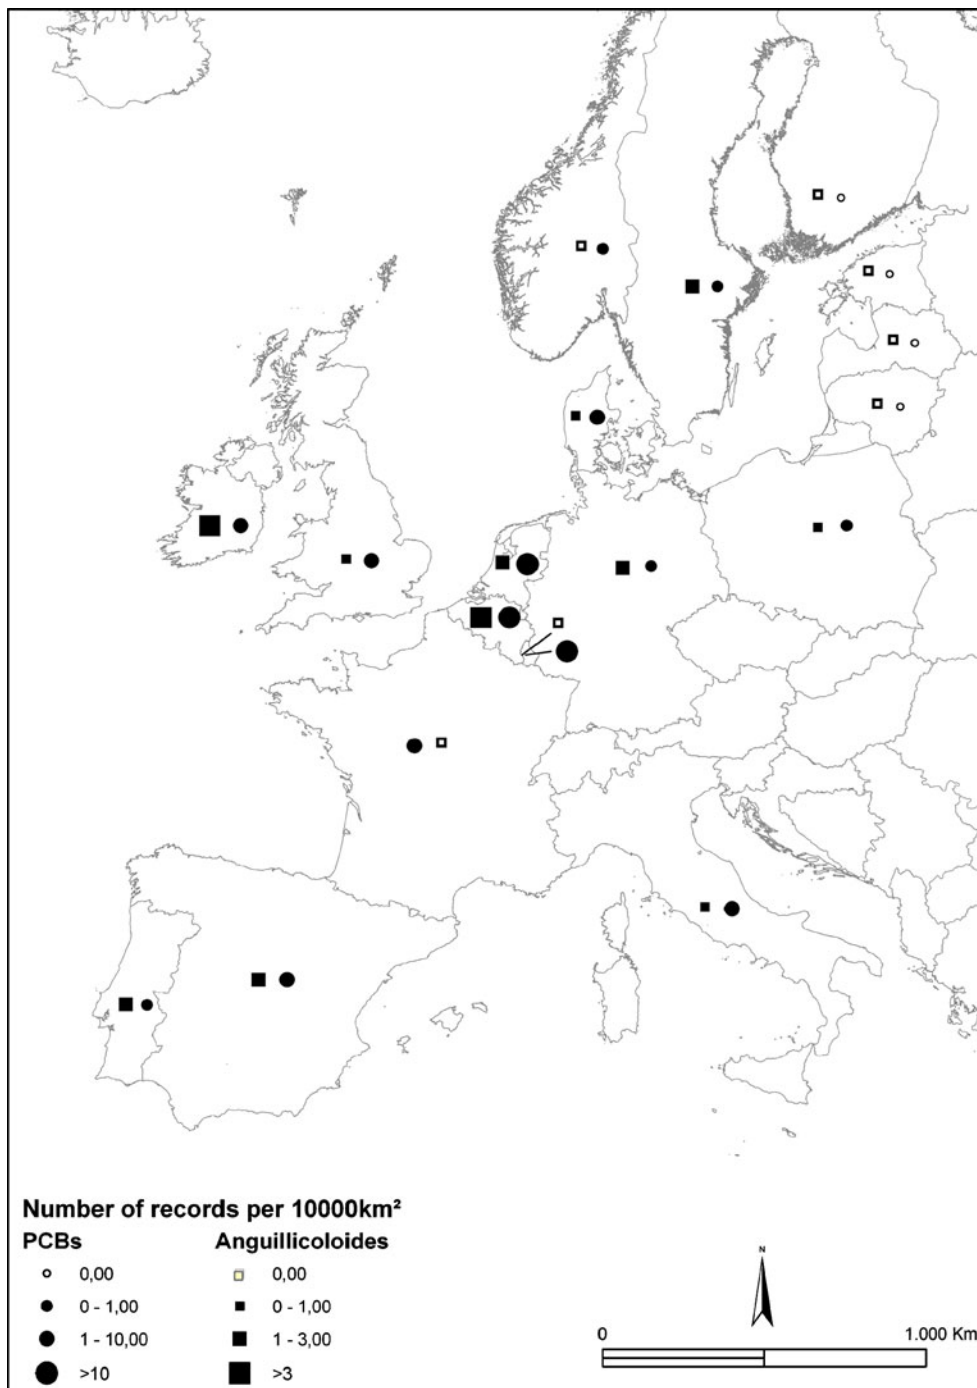 Number of records per 10000km²
PCBs Anguillicoloides
0,00 0,00
0 - 1,00 0 - 1,00
1 - 10,00 1 - 3,00
>10 >3
N
0 1.000 Km